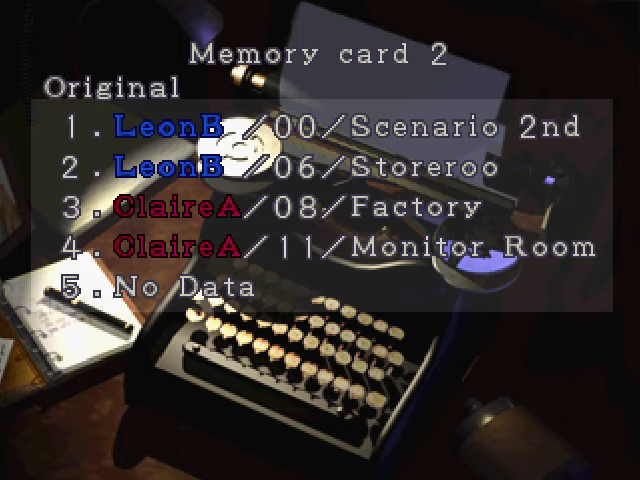 Memory card 2
Original
1. LeonB /00/Scenario 2nd
2. LeonB /06/Storeroo
3. ClaireA/08/Factory
4. ClaireA/11/Monitor Room
5. No Data